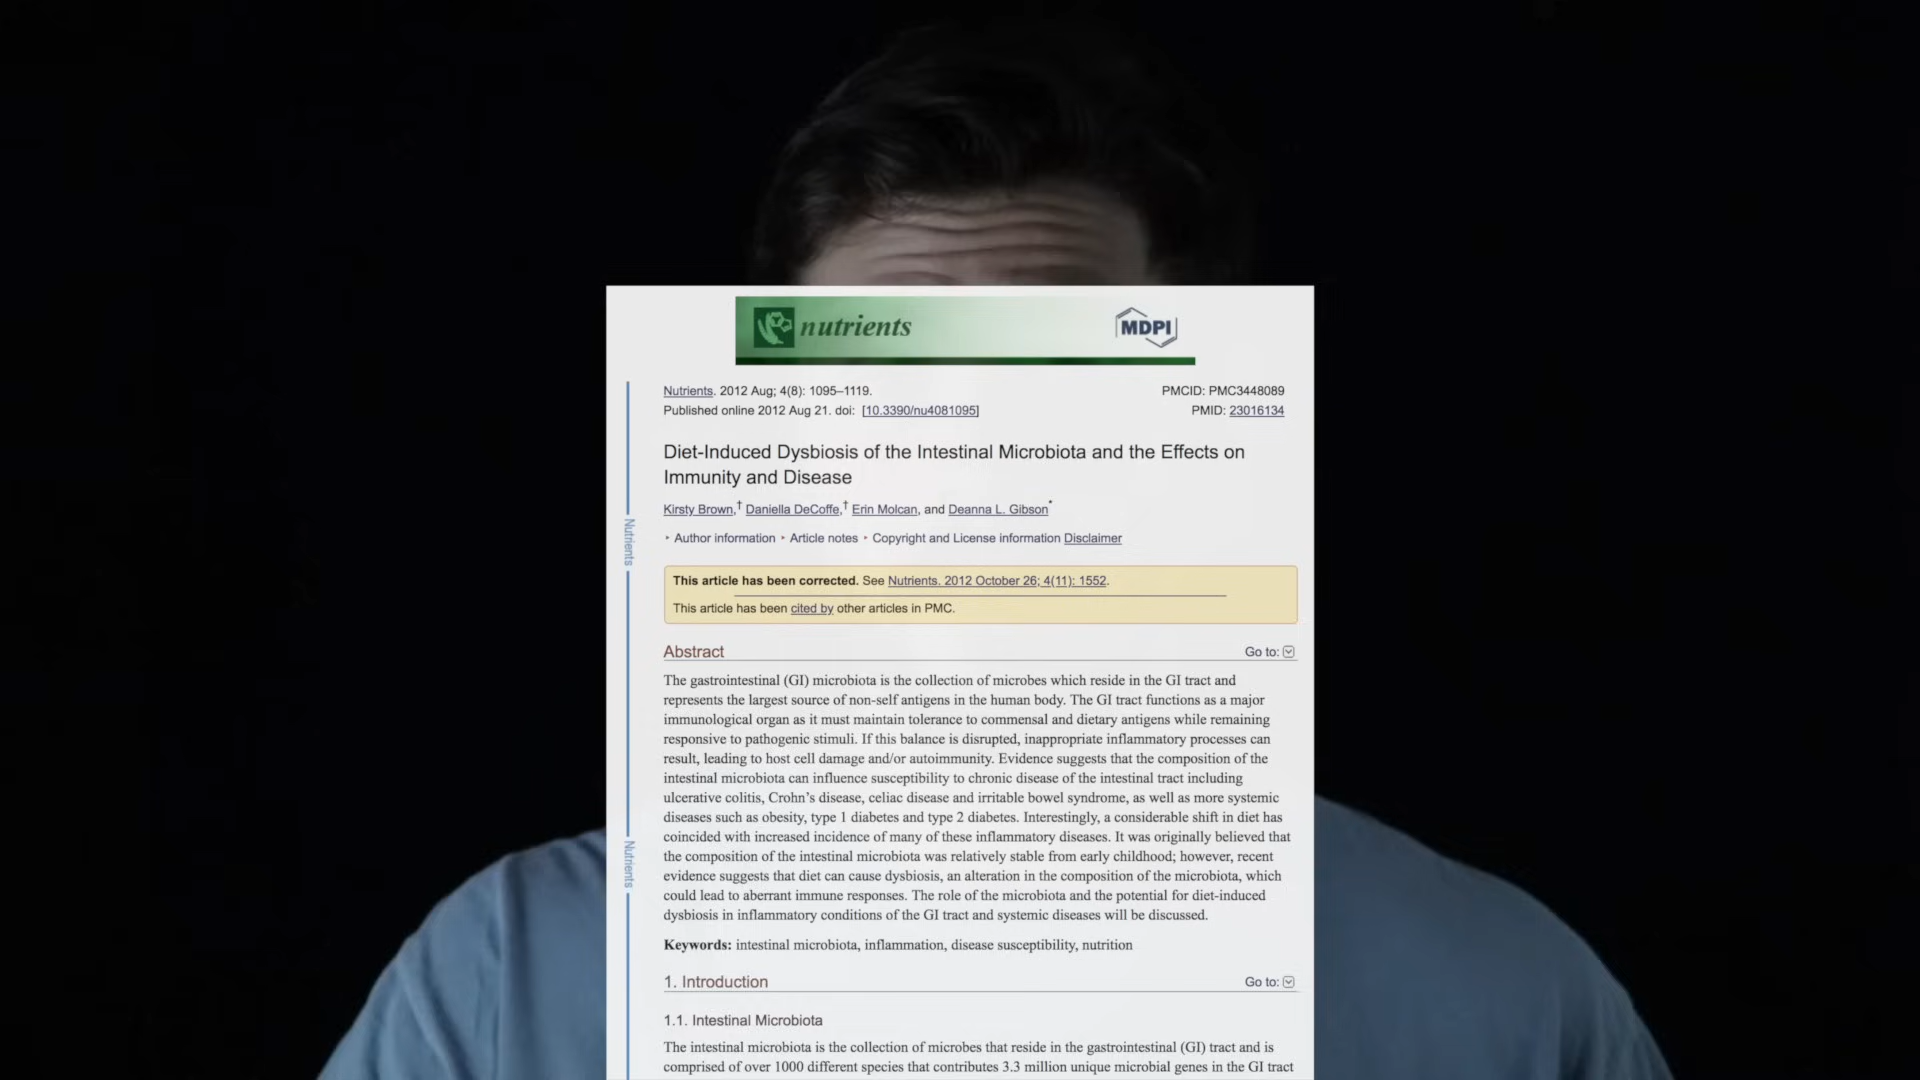 nutrients
MDPI
Nutrients. 2012 Aug; 4(8): 1095–1119.
PMCID: PMC3448089
Published online 2012 Aug 21. doi: [10.3390/nu4081095]
PMID: 23016134
Diet-Induced Dysbiosis of the Intestinal Microbiota and the Effects on
Immunity and Disease
Kirsty Brown,† Daniella DeCoffe,† Erin Molcan, and Deanna L. Gibson*
‣ Author information ‣ Article notes ‣ Copyright and License information Disclaimer
This article has been corrected. See Nutrients. 2012 October 26; 4(11): 1552.
This article has been cited by other articles in PMC.
Abstract
Go to:
The gastrointestinal (GI) microbiota is the collection of microbes which reside in the GI tract and
represents the largest source of non-self antigens in the human body. The GI tract functions as a major
immunological organ as it must maintain tolerance to commensal and dietary antigens while remaining
responsive to pathogenic stimuli. If this balance is disrupted, inappropriate inflammatory processes can
result, leading to host cell damage and/or autoimmunity. Evidence suggests that the composition of the
intestinal microbiota can influence susceptibility to chronic disease of the intestinal tract including
ulcerative colitis, Crohn’s disease, celiac disease and irritable bowel syndrome, as well as more systemic
diseases such as obesity, type 1 diabetes and type 2 diabetes. Interestingly, a considerable shift in diet has
coincided with increased incidence of many of these inflammatory diseases. It was originally believed that
the composition of the intestinal microbiota was relatively stable from early childhood; however, recent
evidence suggests that diet can cause dysbiosis, an alteration in the composition of the microbiota, which
could lead to aberrant immune responses. The role of the microbiota and the potential for diet-induced
dysbiosis in inflammatory conditions of the GI tract and systemic diseases will be discussed.
Keywords: intestinal microbiota, inflammation, disease susceptibility, nutrition
1. Introduction
Go to:
1.1. Intestinal Microbiota
The intestinal microbiota is the collection of microbes that reside in the gastrointestinal (GI) tract and is
comprised of over 1000 different species that contributes 3.3 million unique microbial genes in the GI tract
Nutrients
Nutrients